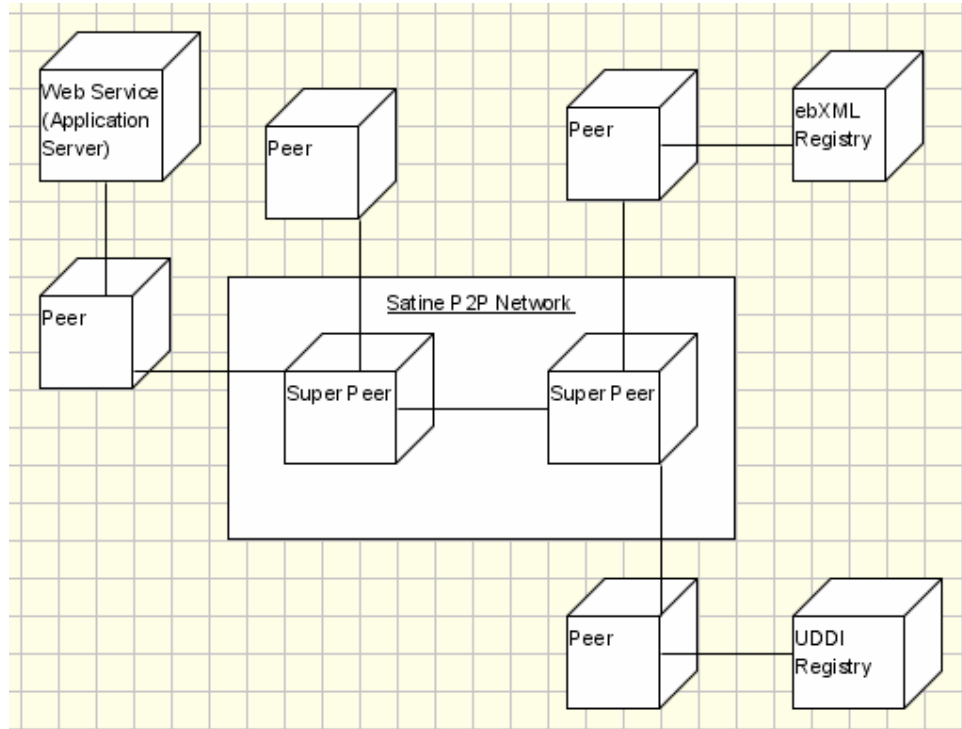 Web Service
(Application
Server)
Peer
Peer
ebXML
Registry
Peer
Satine P2P Network
Super Peer
Super Peer
Peer
UDDI
Registry